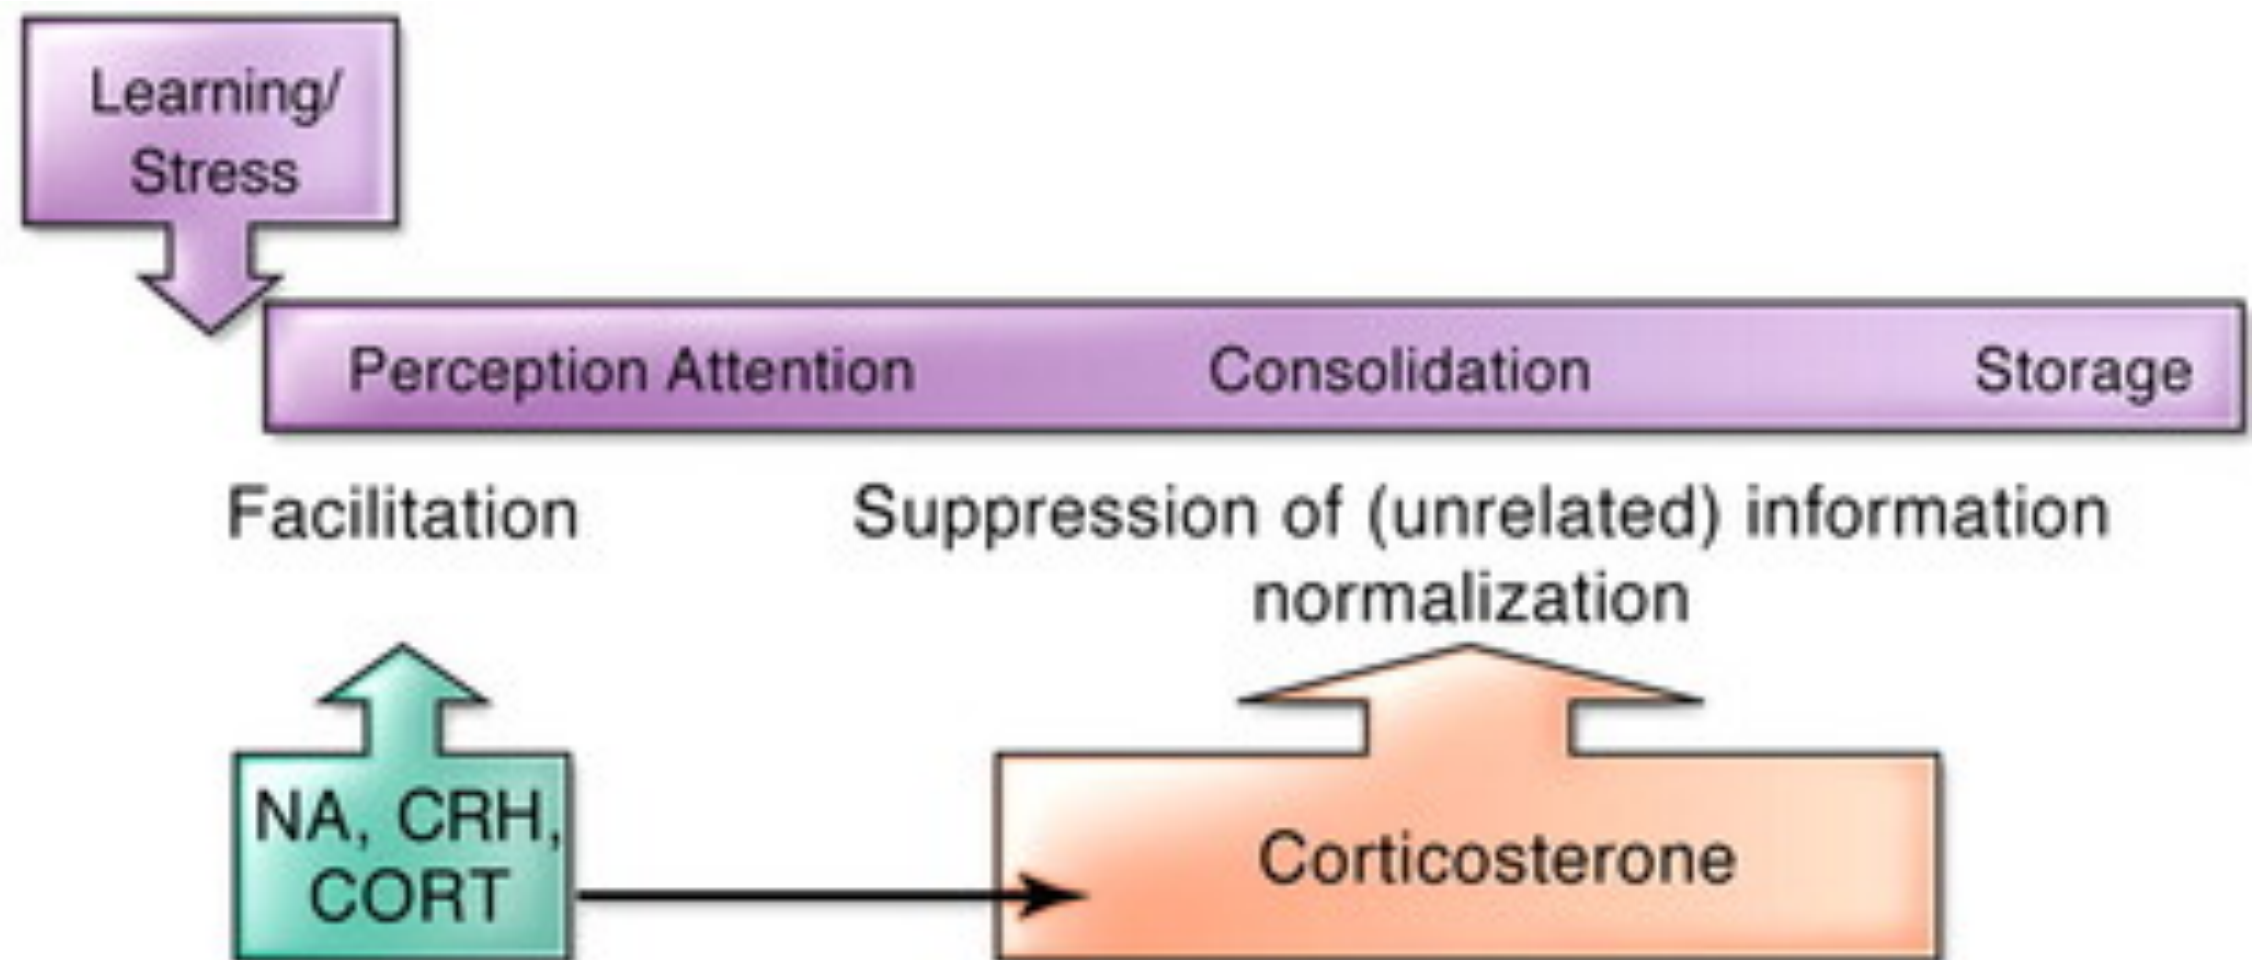 Learning/
Stress
Perception Attention Consolidation Storage
Facilitation
Suppression of (unrelated) information
normalization
NA, CRH,
CORT
Corticosterone